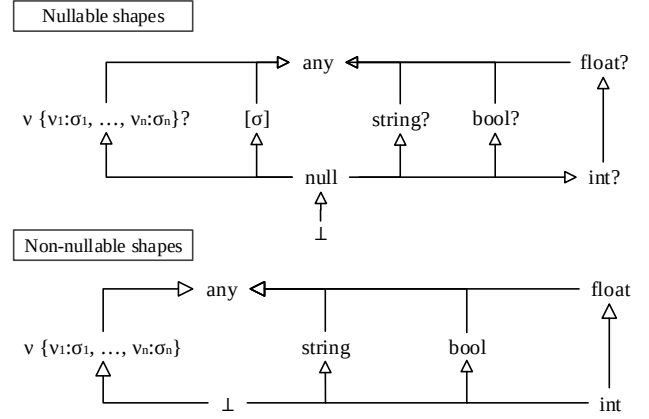 Nullable shapes
any
float?
ν {ν₁:σ₁, …, νₙ:σₙ}?
[σ]
string?
bool?
null
int?
⊥
Non-nullable shapes
any
float
ν {ν₁:σ₁, …, νₙ:σₙ}
string
bool
⊥
int